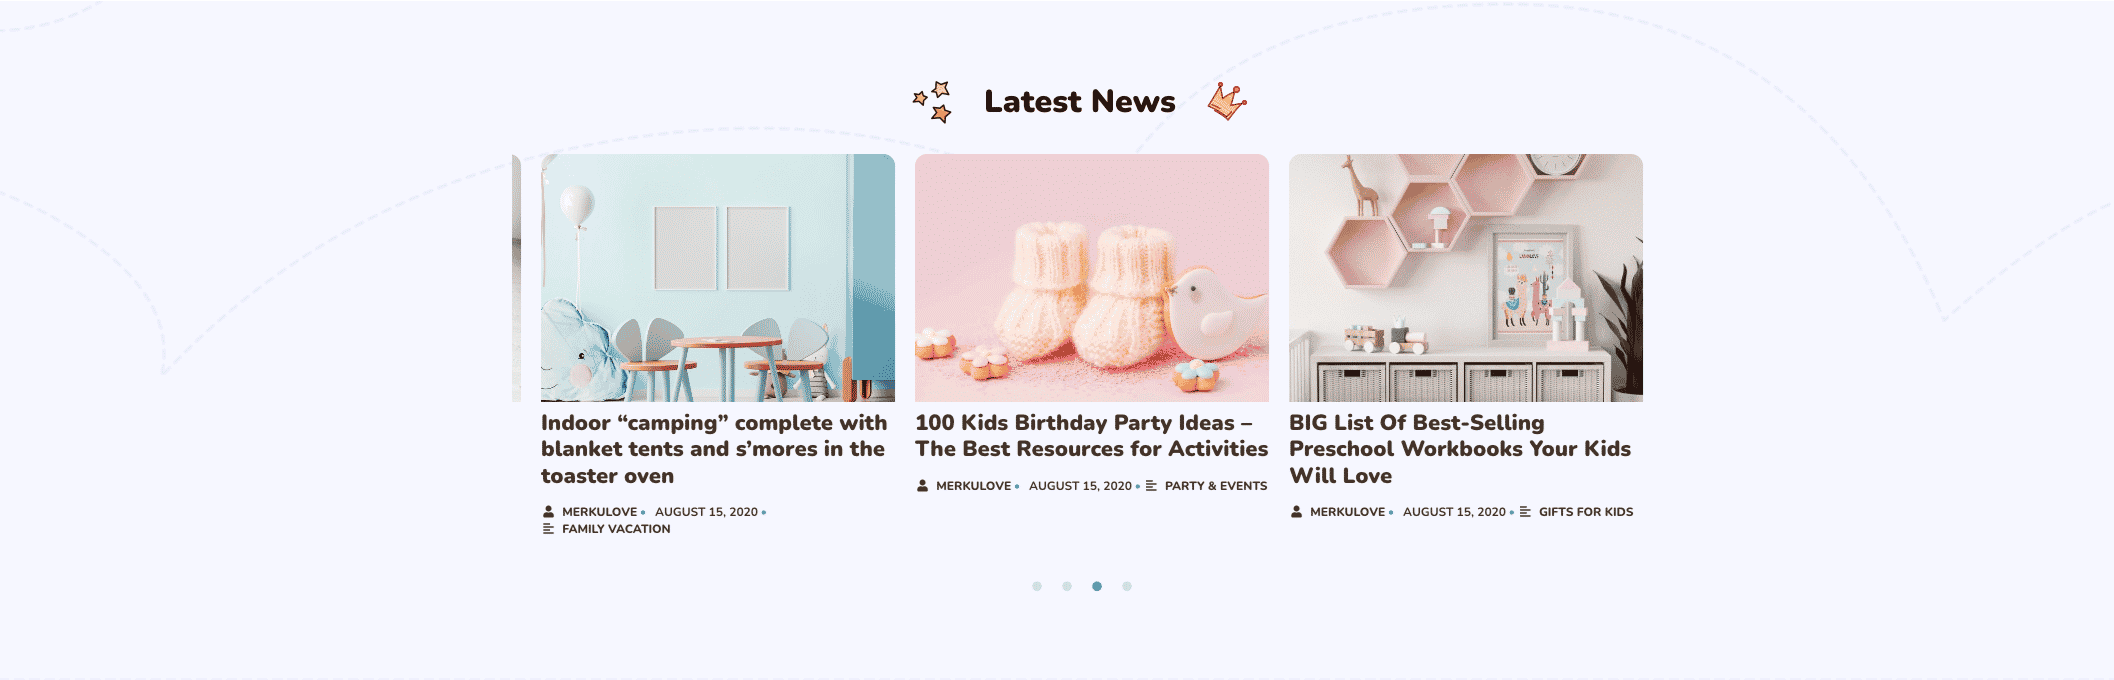 Latest News
Indoor “camping” complete with
blanket tents and s’mores in the
toaster oven
MERKULOVE • AUGUST 15, 2020 •
FAMILY VACATION
100 Kids Birthday Party Ideas –
The Best Resources for Activities
MERKULOVE • AUGUST 15, 2020 • PARTY & EVENTS
BIG List Of Best-Selling
Preschool Workbooks Your Kids
Will Love
MERKULOVE • AUGUST 15, 2020 • GIFTS FOR KIDS